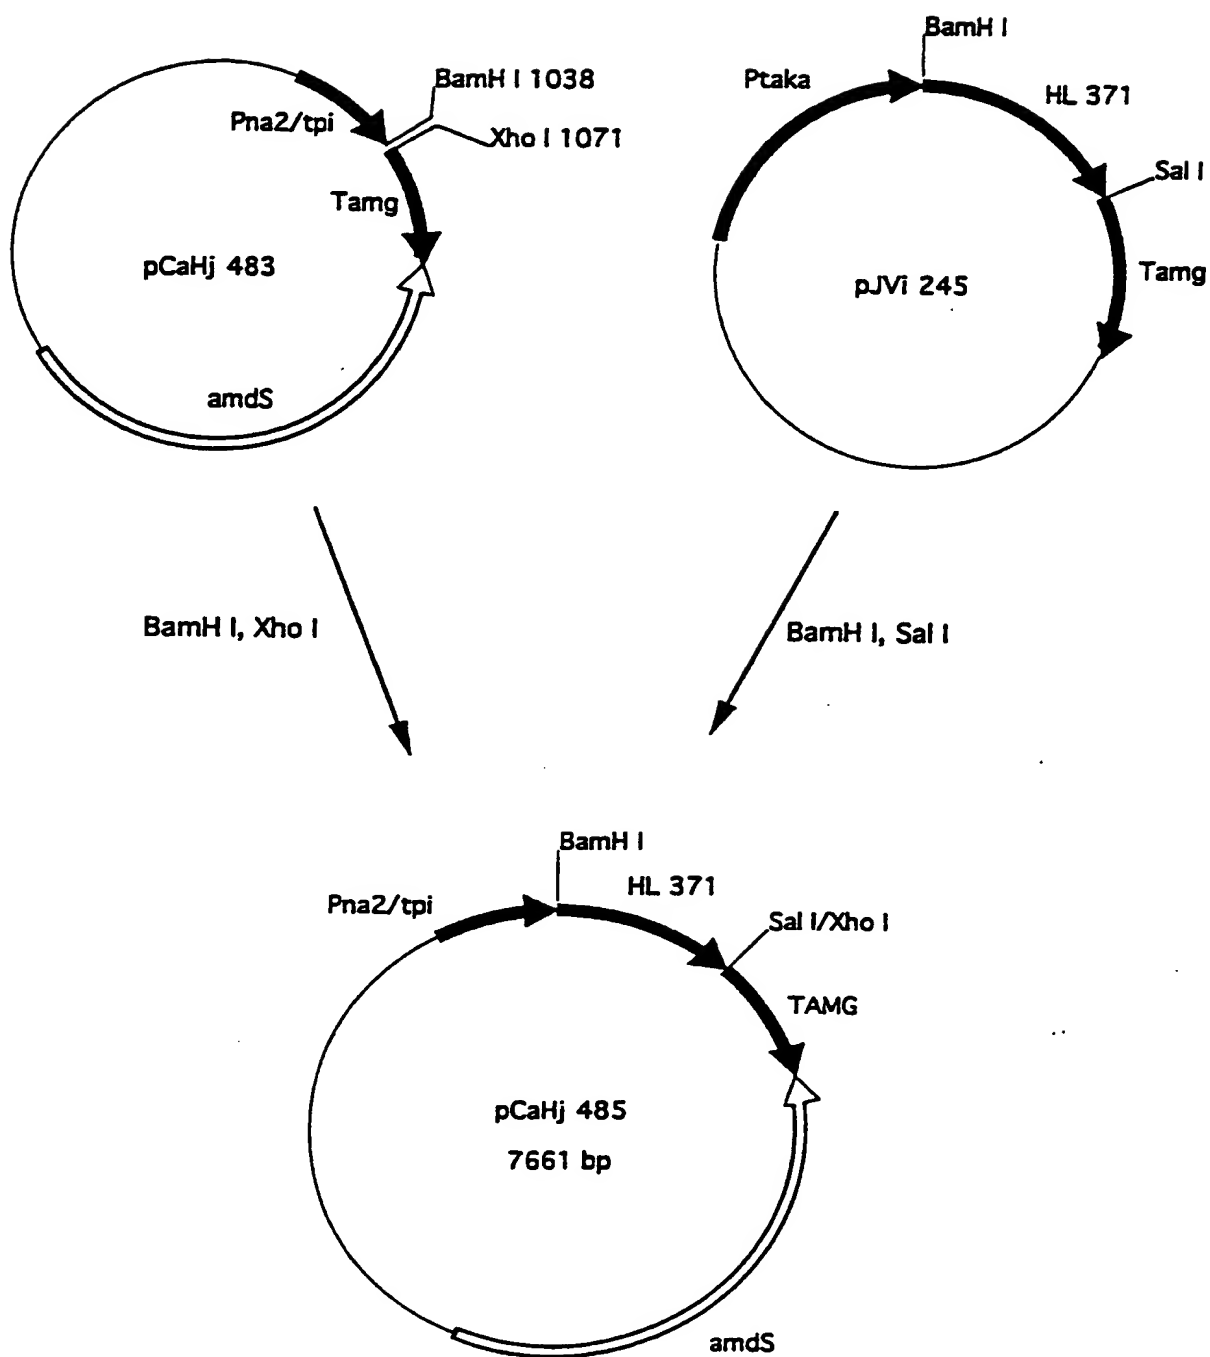 BamH I
Ptaka
HL 371
BamH I 1038
Pna2/tpi
Xho I 1071
Sal I
Tamg
Tamg
pCaHj 483
pJVi 245
amdS
BamH I, Xho I
BamH I, Sal I
BamH I
HL 371
Pna2/tpi
Sal I/Xho I
TAMG
pCaHj 485
7661 bp
amdS